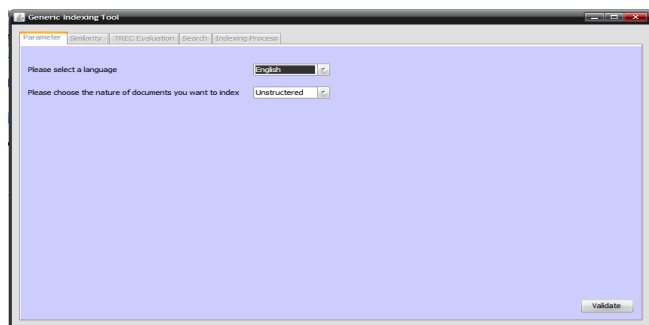 Generic Indexing Tool
Parameter Similarity TREC Evaluation Search Indexing Process
Please select a language English
Please choose the nature of documents you want to index Unstructered
Validate